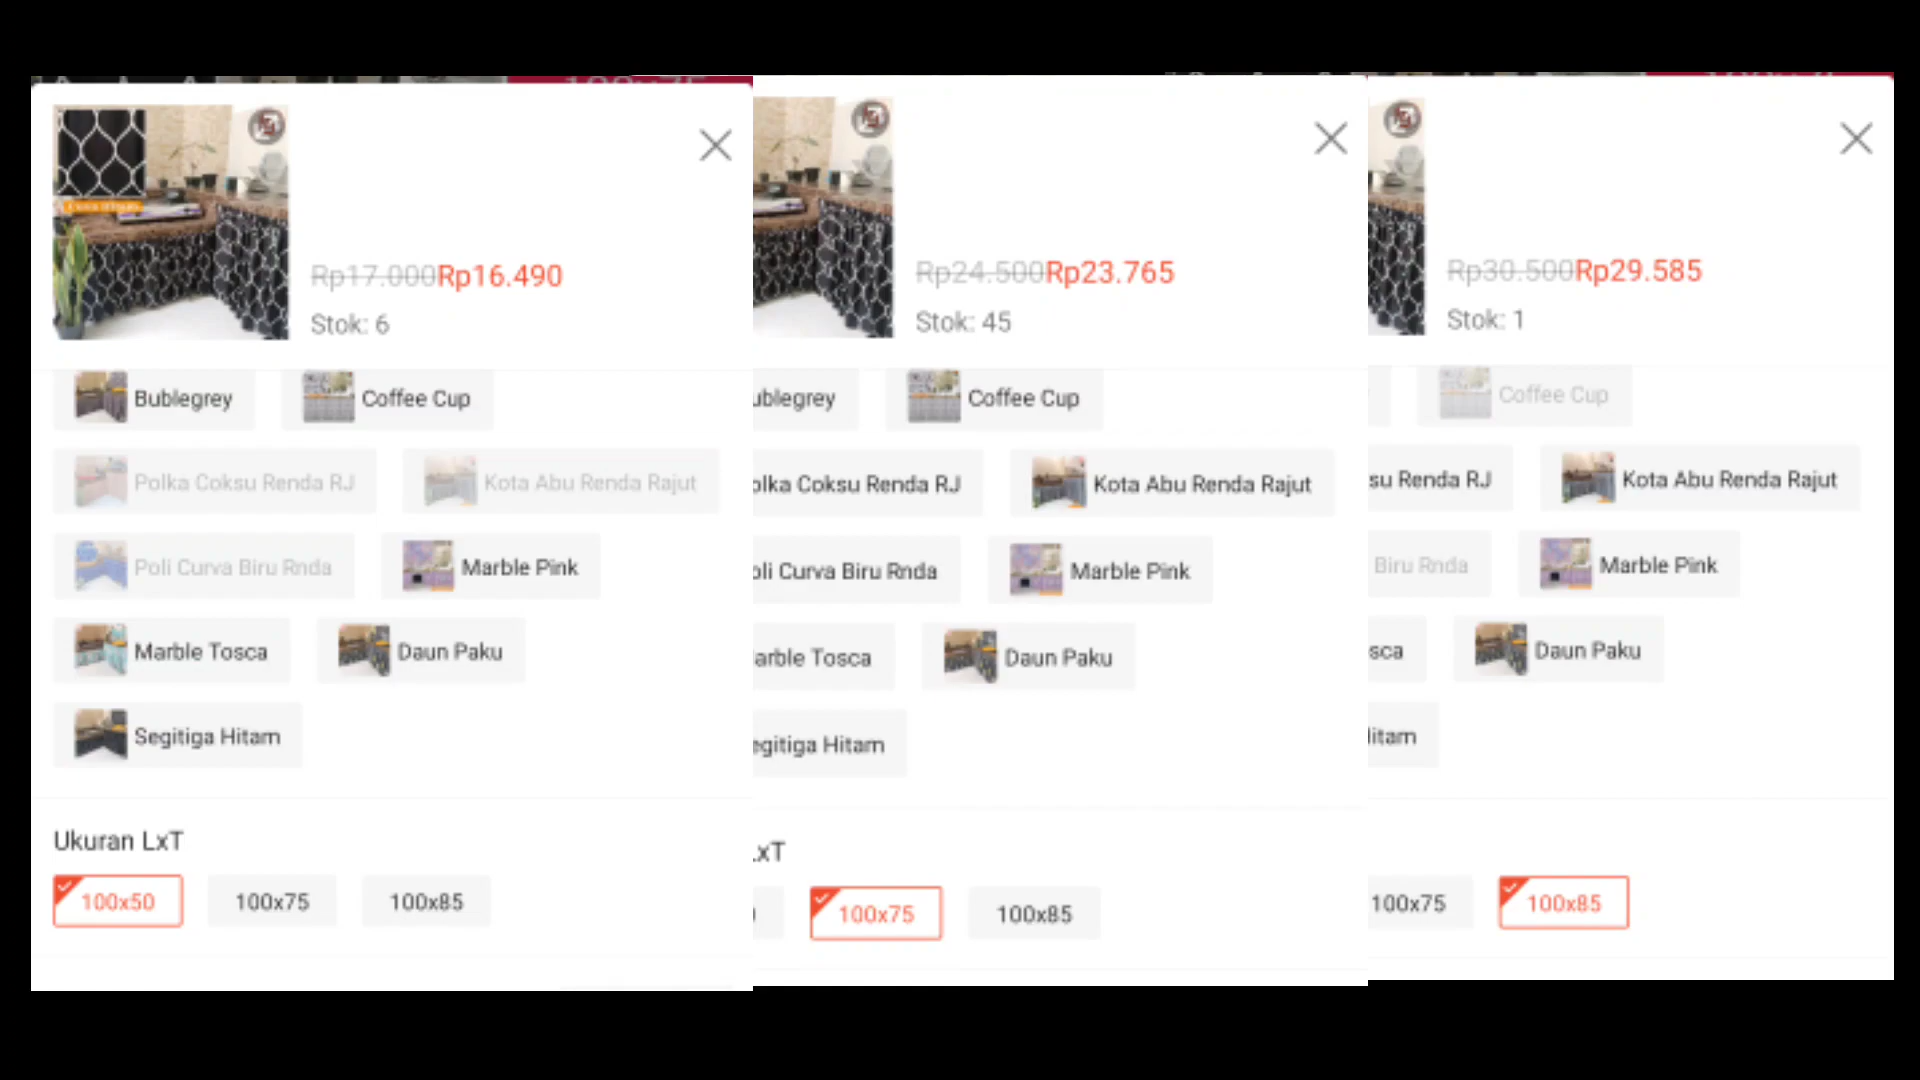 Rp17.000Rp16.490
Stok: 6
Bublegrey
Coffee Cup
Polka Coksu Renda RJ
Kota Abu Renda Rajut
Poli Curva Biru Rnda
Marble Pink
Marble Tosca
Daun Paku
Segitiga Hitam
Ukuran LxT
100x50
100x75
100x85
Rp24.500Rp23.765
Stok: 45
ublegrey
Coffee Cup
olka Coksu Renda RJ
Kota Abu Renda Rajut
oli Curva Biru Rnda
Marble Pink
arble Tosca
Daun Paku
egitiga Hitam
LxT
100x75
100x85
Rp30.500Rp29.585
Stok: 1
Coffee Cup
su Renda RJ
Kota Abu Renda Rajut
Biru Rnda
Marble Pink
sca
Daun Paku
itam
100x75
100x85